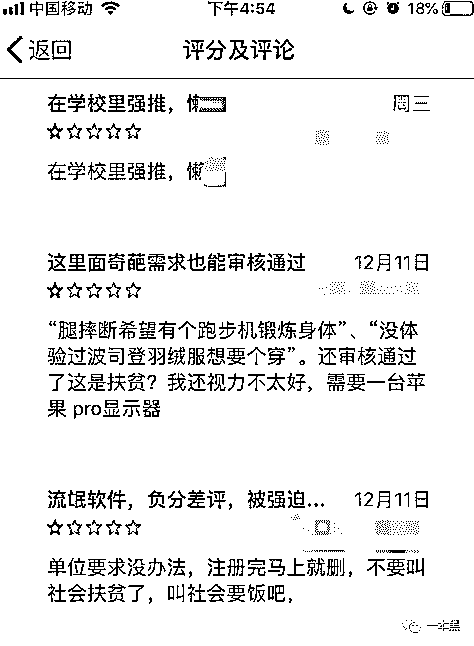 中国移动 下午4:54 18%
返回 评分及评论
在学校里强推, 周三
在学校里强推,
这里面奇葩需求也能审核通过 12月11日
“腿摔断希望有个跑步机锻炼身体”、“没体
验过波司登羽绒服想要个穿”。还审核通过
了这是扶贫？我还视力不太好，需要一台苹
果 pro显示器
流氓软件，负分差评，被强迫... 12月11日
单位要求没办法，注册完马上就删，不要叫
社会扶贫了，叫社会要饭吧，
一本黑